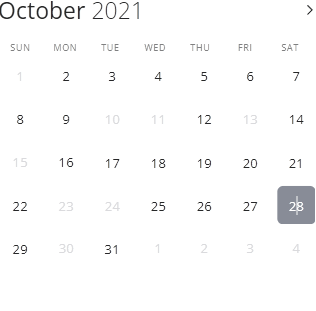 October 2021
SUN MON TUE WED THU FRI SAT
1 2 3 4 5 6 7
8 9 10 11 12 13 14
15 16 17 18 19 20 21
22 23 24 25 26 27 28
29 30 31 1 2 3 4